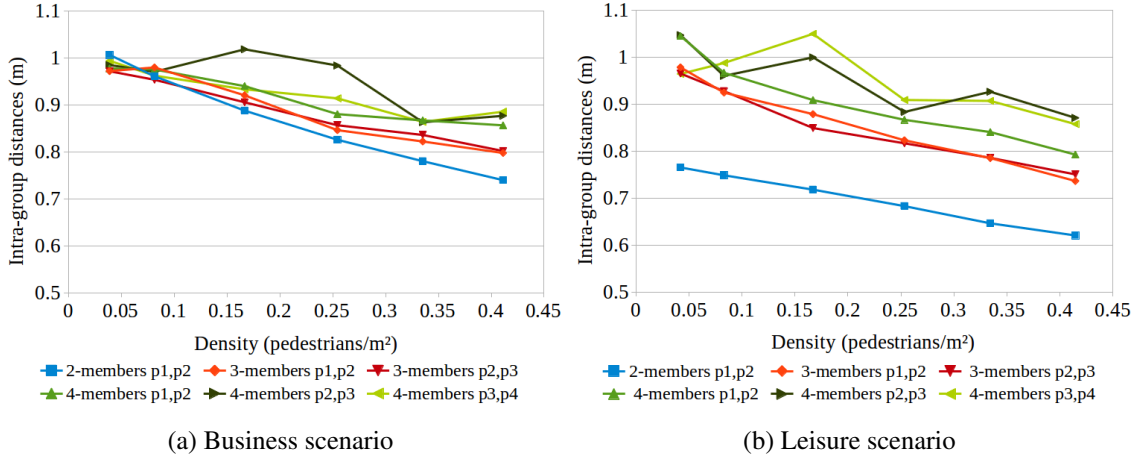 1.1
1
0.9
0.8
0.7
0.6
0.5
Intra-group distances (m)
0 0.05 0.1 0.15 0.2 0.25 0.3 0.35 0.4 0.45
Density (pedestrians/m²)
2-members p1,p2 3-members p1,p2 3-members p2,p3
4-members p1,p2 4-members p2,p3 4-members p3,p4
(a) Business scenario
1.1
1
0.9
0.8
0.7
0.6
0.5
Intra-group distances (m)
0 0.05 0.1 0.15 0.2 0.25 0.3 0.35 0.4 0.45
Density (pedestrians/m²)
2-members p1,p2 3-members p1,p2 3-members p2,p3
4-members p1,p2 4-members p2,p3 4-members p3,p4
(b) Leisure scenario